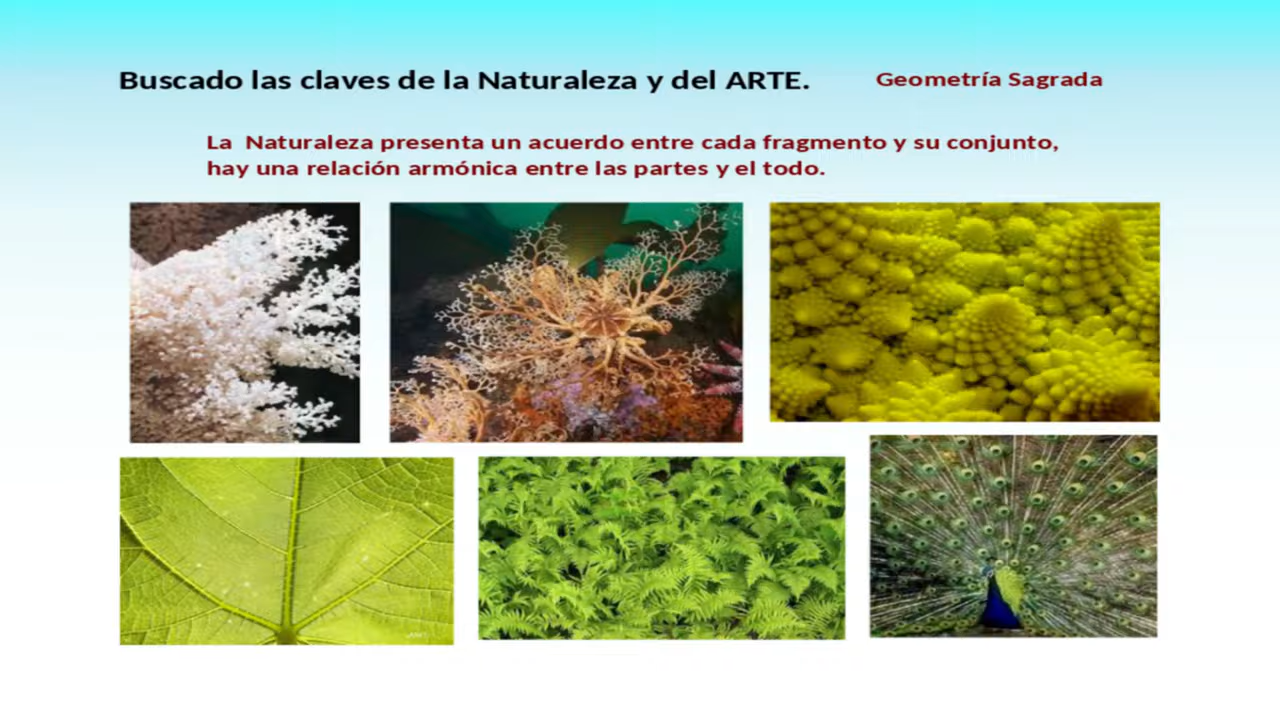 Buscado las claves de la Naturaleza y del ARTE. Geometría Sagrada
La Naturaleza presenta un acuerdo entre cada fragmento y su conjunto,
hay una relación armónica entre las partes y el todo.